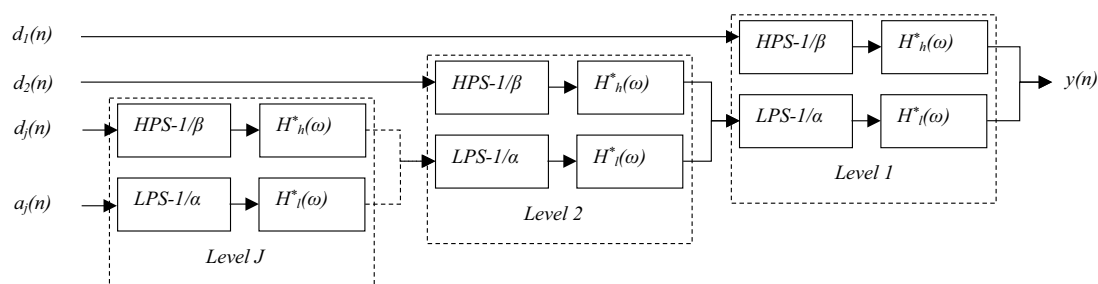 d₁(n)
HPS-1/β
H*ₕ(ω)
d₂(n)
HPS-1/β
H*ₕ(ω)
y(n)
LPS-1/α
H*ₗ(ω)
dⱼ(n)
HPS-1/β
H*ₕ(ω)
LPS-1/α
H*ₗ(ω)
Level 1
aⱼ(n)
LPS-1/α
H*ₗ(ω)
Level 2
Level J